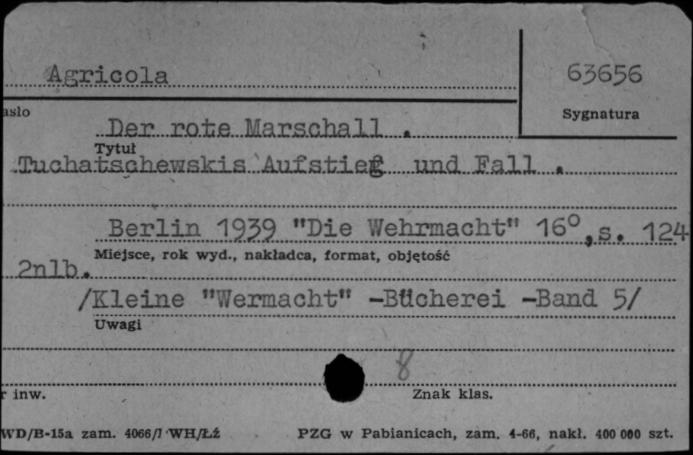 Agricola
63656
asło
Sygnatura
Der rote Marschall .
Tytuł
Tuchatschewskis Aufstieg und Fall .
Berlin 1939 "Die Wehrmacht" 16°,s. 124
Miejsce, rok wyd., nakładca, format, objętość
2nlb.
/Kleine "Wermacht" -Bücherei -Band 5/
Uwagi
8
r inw.
Znak klas.
WD/B-15a zam. 4066/I WH/Łź
PZG w Pabianicach, zam. 4-66, nakł. 400 000 szt.